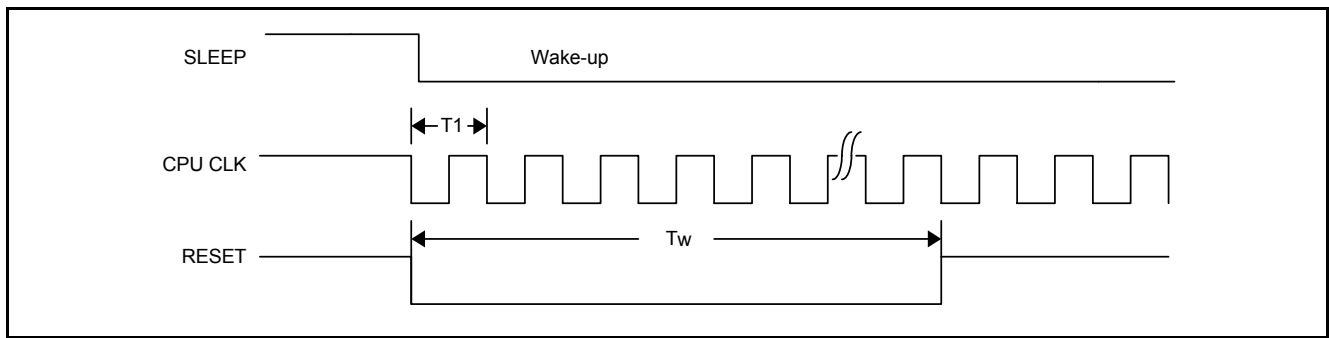 SLEEP
Wake-up
T1
CPU CLK
Tw
RESET